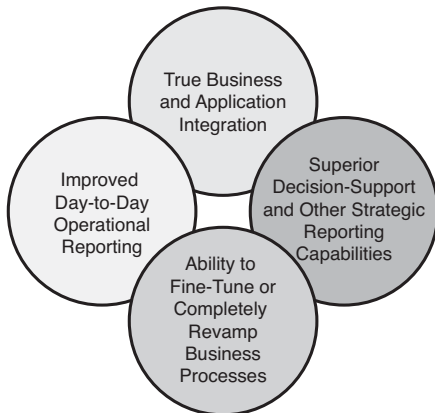 True Business
and Application
Integration
Improved
Day-to-Day
Operational
Reporting
Superior
Decision-Support
and Other Strategic
Reporting
Capabilities
Ability to
Fine-Tune or
Completely
Revamp
Business
Processes